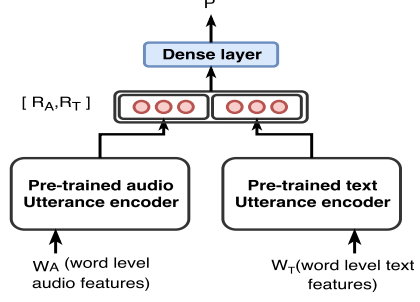 P
Dense layer
[ RA,RT ]
Pre-trained audio
Utterance encoder
Pre-trained text
Utterance encoder
WA (word level
audio features)
WT(word level text
features)